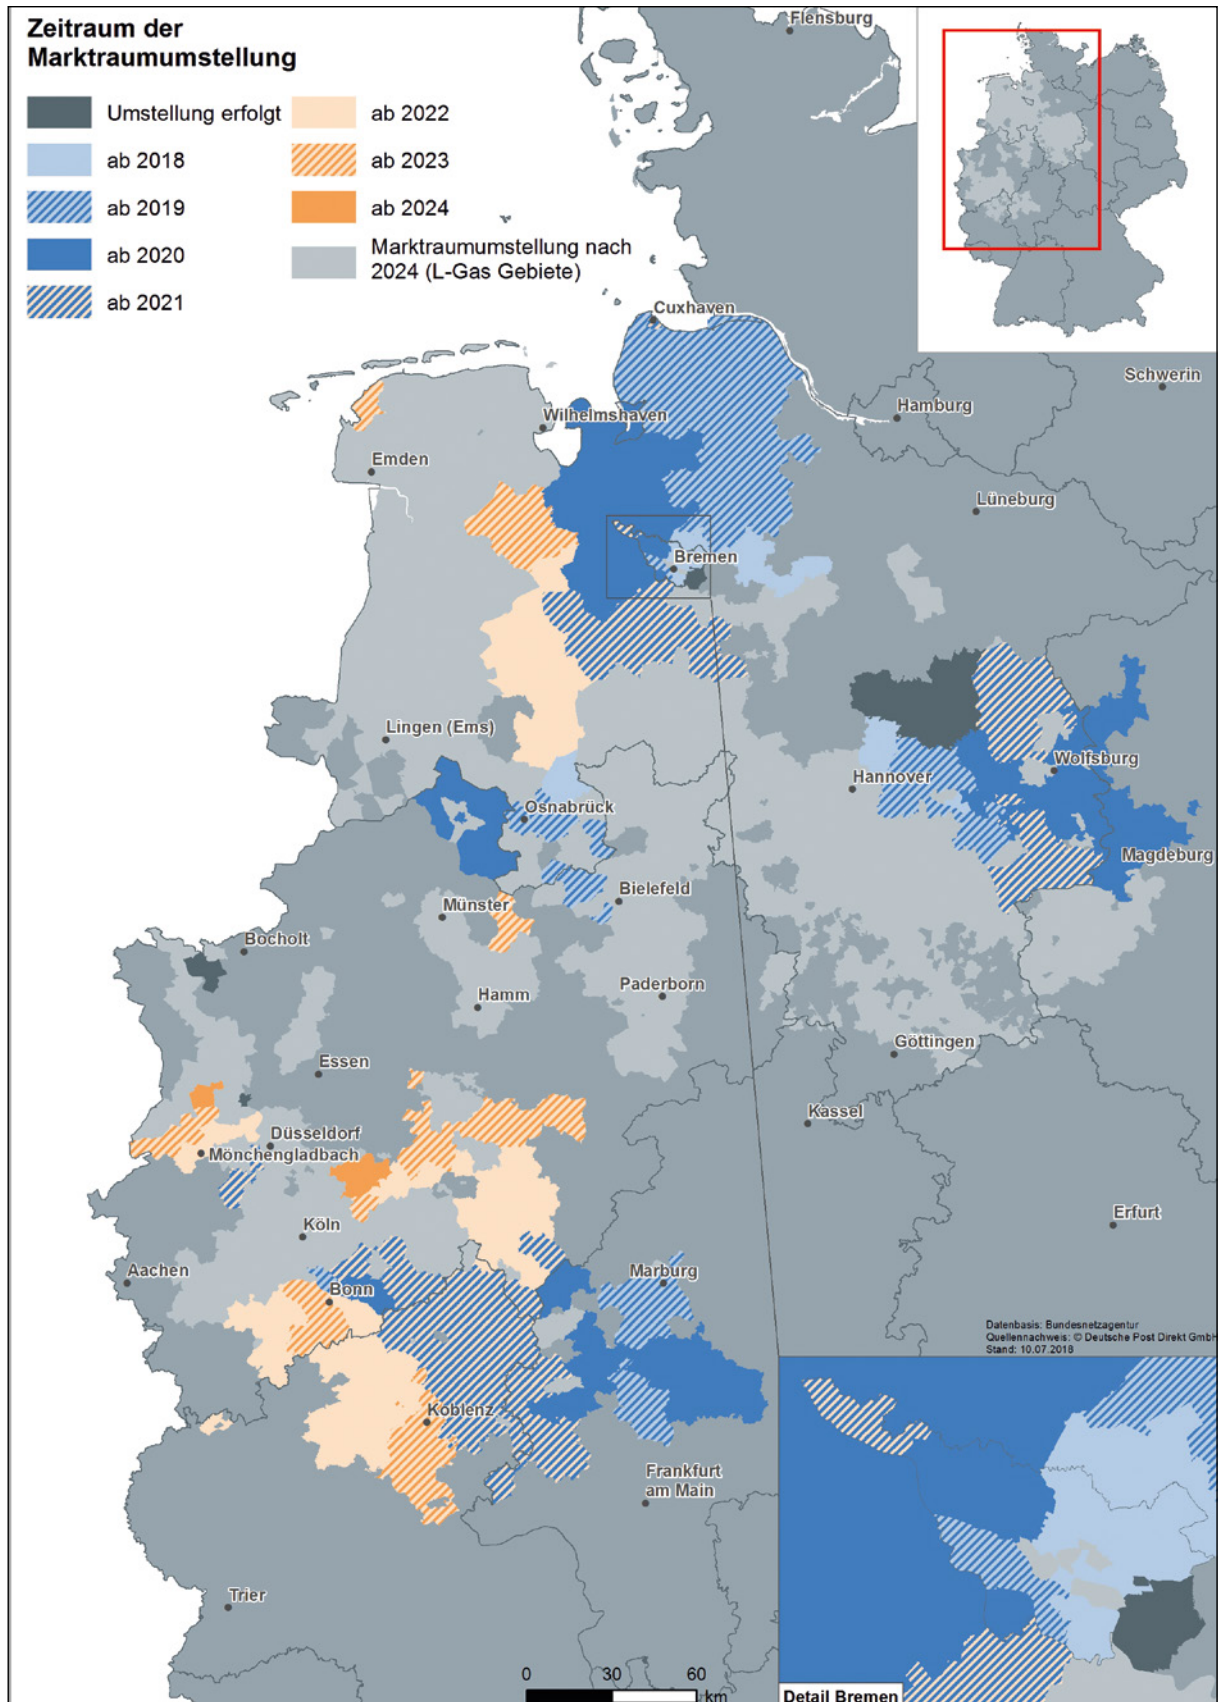 Zeitraum der
Marktraumumstellung
Umstellung erfolgt
ab 2018
ab 2019
ab 2020
ab 2021
ab 2022
ab 2023
ab 2024
Marktraumumstellung nach
2024 (L-Gas Gebiete)
Flensburg
Cuxhaven
Schwerin
Hamburg
Wilhelmshaven
Emden
Lüneburg
Bremen
Lingen (Ems)
Wolfsburg
Hannover
Osnabrück
Magdeburg
Bielefeld
Münster
Bocholt
Paderborn
Hamm
Göttingen
Essen
Kassel
Düsseldorf
Mönchengladbach
Erfurt
Köln
Aachen
Marburg
Bonn
Datenbasis: Bundesnetzagentur
Quellennachweis: © Deutsche Post Direkt GmbH
Stand: 10.07.2018
Koblenz
Frankfurt
am Main
Trier
0 30 60
km
Detail Bremen